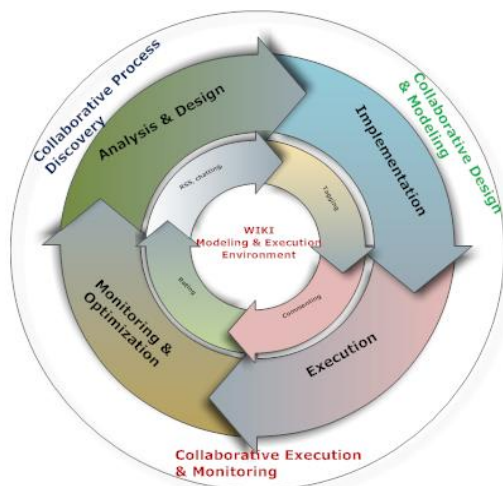 Collaborative Process
Discovery
Analysis & Design
Implementation
Collaborative Design
& Modeling
RSS, chatting
Tagging
WIKI
Modeling & Execution
Environment
Rating
Commenting
Monitoring &
Optimization
Execution
Collaborative Execution
& Monitoring